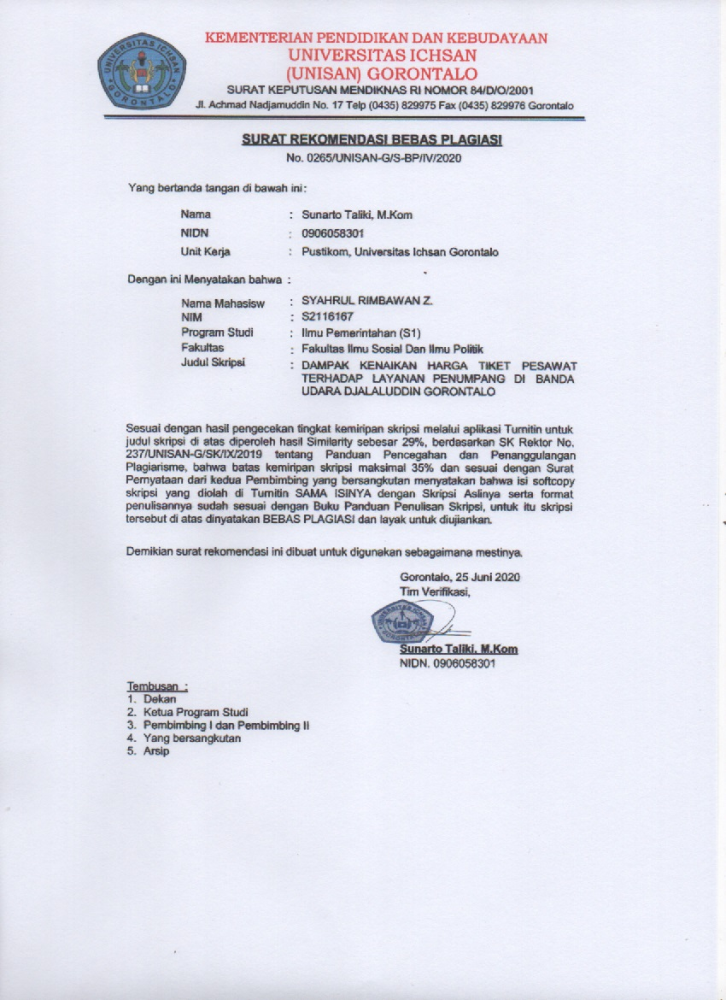 KEMENTERIAN PENDIDIKAN DAN KEBUDAYAAN
UNIVERSITAS ICHSAN
(UNISAN) GORONTALO
SURAT KEPUTUSAN MENDIKNAS RI NOMOR 84/D/O/2001
Jl. Achmad Nadjamuddin No. 17 Telp (0435) 829975 Fax (0435) 829976 Gorontalo
UNIVERSITAS ICHSAN
GORONTALO
SURAT REKOMENDASI BEBAS PLAGIASI
No. 0265/UNISAN-G/S-BP/IV/2020
Yang bertanda tangan di bawah ini:
Nama : Sunarto Taliki, M.Kom
NIDN : 0906058301
Unit Kerja : Pustikom, Universitas Ichsan Gorontalo
Dengan ini Menyatakan bahwa :
Nama Mahasisw : SYAHRUL RIMBAWAN Z.
NIM : S2116167
Program Studi : Ilmu Pemerintahan (S1)
Fakultas : Fakultas Ilmu Sosial Dan Ilmu Politik
Judul Skripsi : DAMPAK KENAIKAN HARGA TIKET PESAWAT
TERHADAP LAYANAN PENUMPANG DI BANDA
UDARA DJALALUDDIN GORONTALO
Sesuai dengan hasil pengecekan tingkat kemiripan skripsi melalui aplikasi Turnitin untuk
judul skripsi di atas diperoleh hasil Similarity sebesar 29%, berdasarkan SK Rektor No.
237/UNISAN-G/SK/IX/2019 tentang Panduan Pencegahan dan Penanggulangan
Plagiarisme, bahwa batas kemiripan skripsi maksimal 35% dan sesuai dengan Surat
Pernyataan dari kedua Pembimbing yang bersangkutan menyatakan bahwa isi softcopy
skripsi yang diolah di Turnitin SAMA ISINYA dengan Skripsi Aslinya serta format
penulisannya sudah sesuai dengan Buku Panduan Penulisan Skripsi, untuk itu skripsi
tersebut di atas dinyatakan BEBAS PLAGIASI dan layak untuk diujiankan.
Demikian surat rekomendasi ini dibuat untuk digunakan sebagaimana mestinya.
Gorontalo, 25 Juni 2020
Tim Verifikasi,
UNIVERSITAS ICHSAN
GORONTALO
Sunarto Taliki, M.Kom
NIDN. 0906058301
Tembusan :
1. Dekan
2. Ketua Program Studi
3. Pembimbing I dan Pembimbing II
4. Yang bersangkutan
5. Arsip